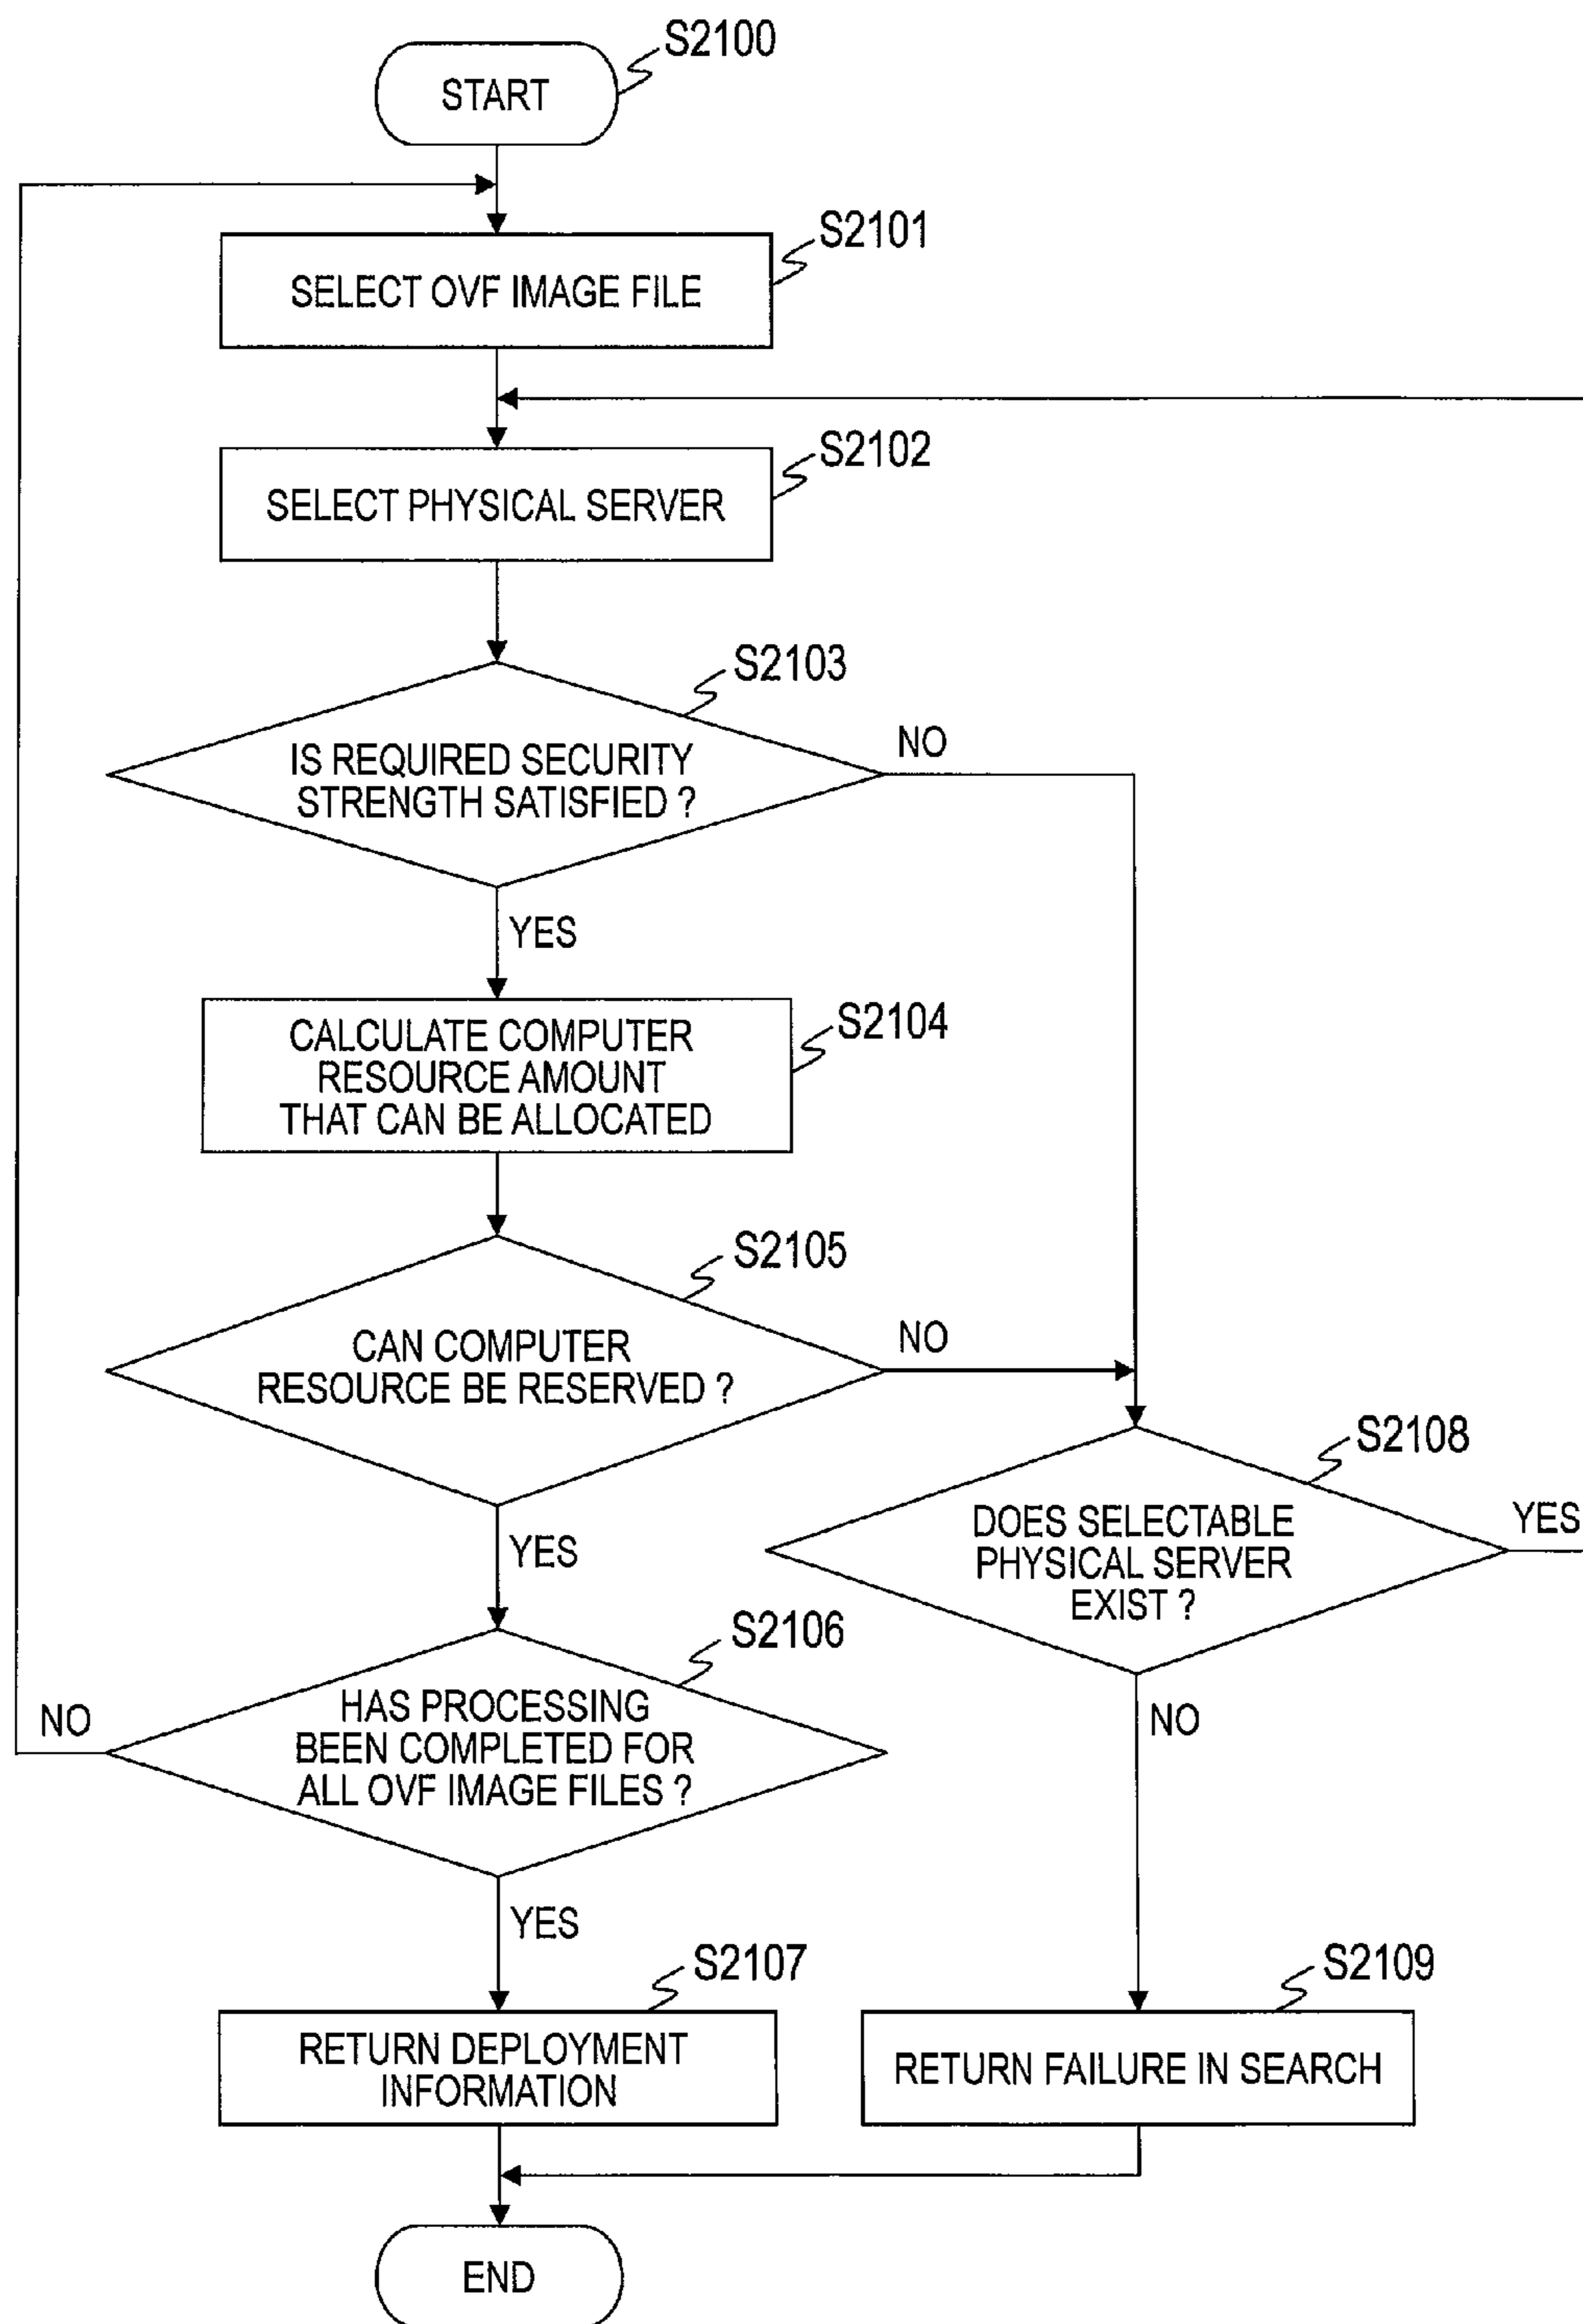 S2100
START
S2101
SELECT OVF IMAGE FILE
S2102
SELECT PHYSICAL SERVER
S2103
IS REQUIRED SECURITY
STRENGTH SATISFIED ?
NO
YES
S2104
CALCULATE COMPUTER
RESOURCE AMOUNT
THAT CAN BE ALLOCATED
S2105
CAN COMPUTER
RESOURCE BE RESERVED ?
NO
YES
S2108
DOES SELECTABLE
PHYSICAL SERVER
EXIST ?
YES
NO
S2106
HAS PROCESSING
BEEN COMPLETED FOR
ALL OVF IMAGE FILES ?
NO
YES
S2107
RETURN DEPLOYMENT
INFORMATION
S2109
RETURN FAILURE IN SEARCH
END